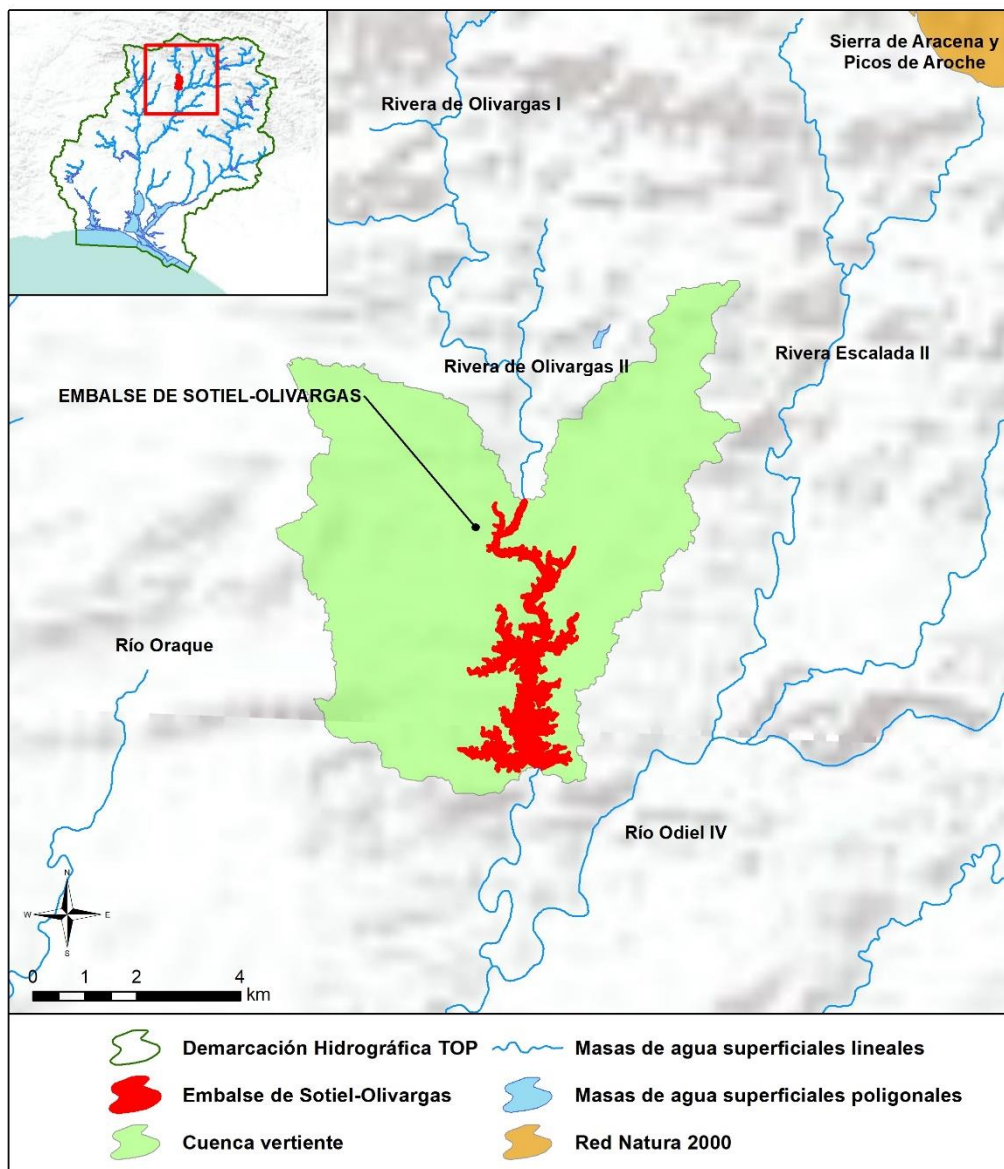 Sierra de Aracena y
Picos de Aroche
Rivera de Olivargas I
Rivera de Olivargas II
Rivera Escalada II
EMBALSE DE SOTIEL-OLIVARGAS
Río Oraque
Río Odiel IV
N
W E
S
0 1 2 4
km
Demarcación Hidrográfica TOP
Masas de agua superficiales lineales
Embalse de Sotiel-Olivargas
Masas de agua superficiales poligonales
Cuenca vertiente
Red Natura 2000